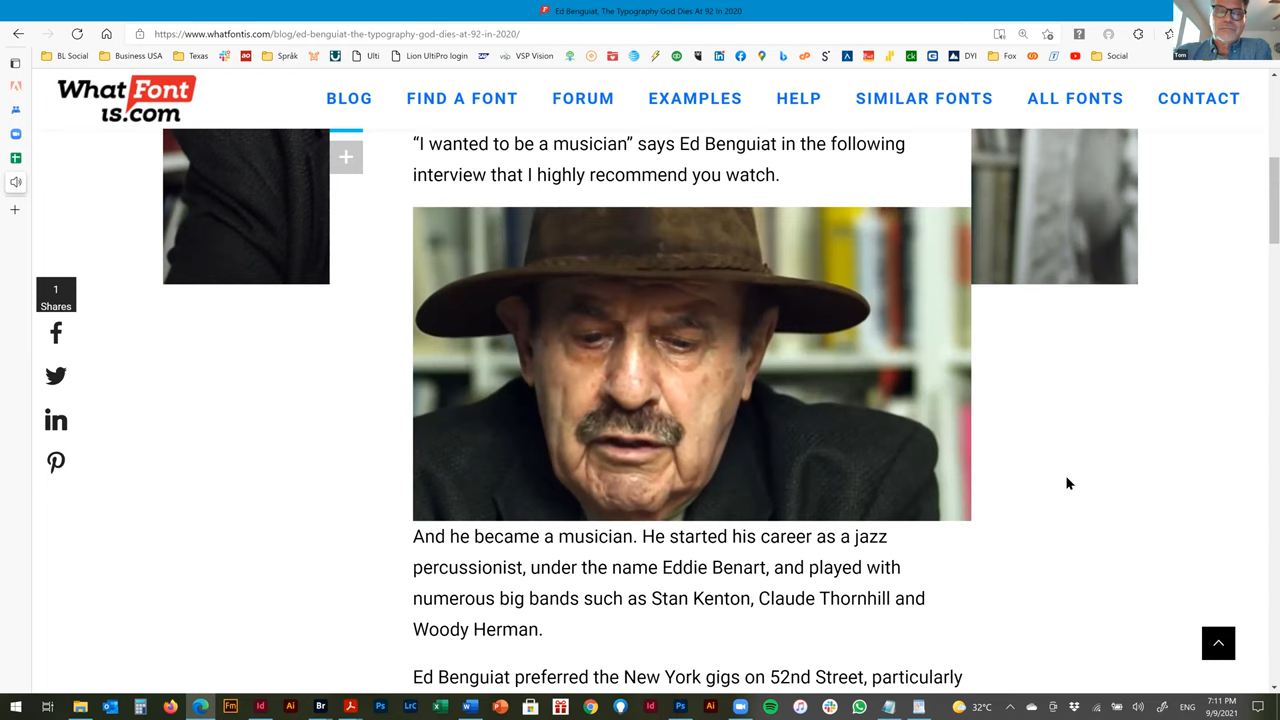 Ed Benguiat, The Typography God Dies At 92 In 2020
https://www.whatfontis.com/blog/ed-benguiat-the-typography-god-dies-at-92-in-2020/
BL Social
Business USA
Texas
Språk
Ulti
Lion UltiPro login
VSP Vision
DYI
Fox
Social
Tom
What Font
is.com
BLOG
FIND A FONT
FORUM
EXAMPLES
HELP
SIMILAR FONTS
ALL FONTS
CONTACT
“I wanted to be a musician” says Ed Benguiat in the following
interview that I highly recommend you watch.
1
Shares
And he became a musician. He started his career as a jazz
percussionist, under the name Eddie Benart, and played with
numerous big bands such as Stan Kenton, Claude Thornhill and
Woody Herman.
Ed Benguiat preferred the New York gigs on 52nd Street, particularly
32°C
7:11 PM
9/9/2021